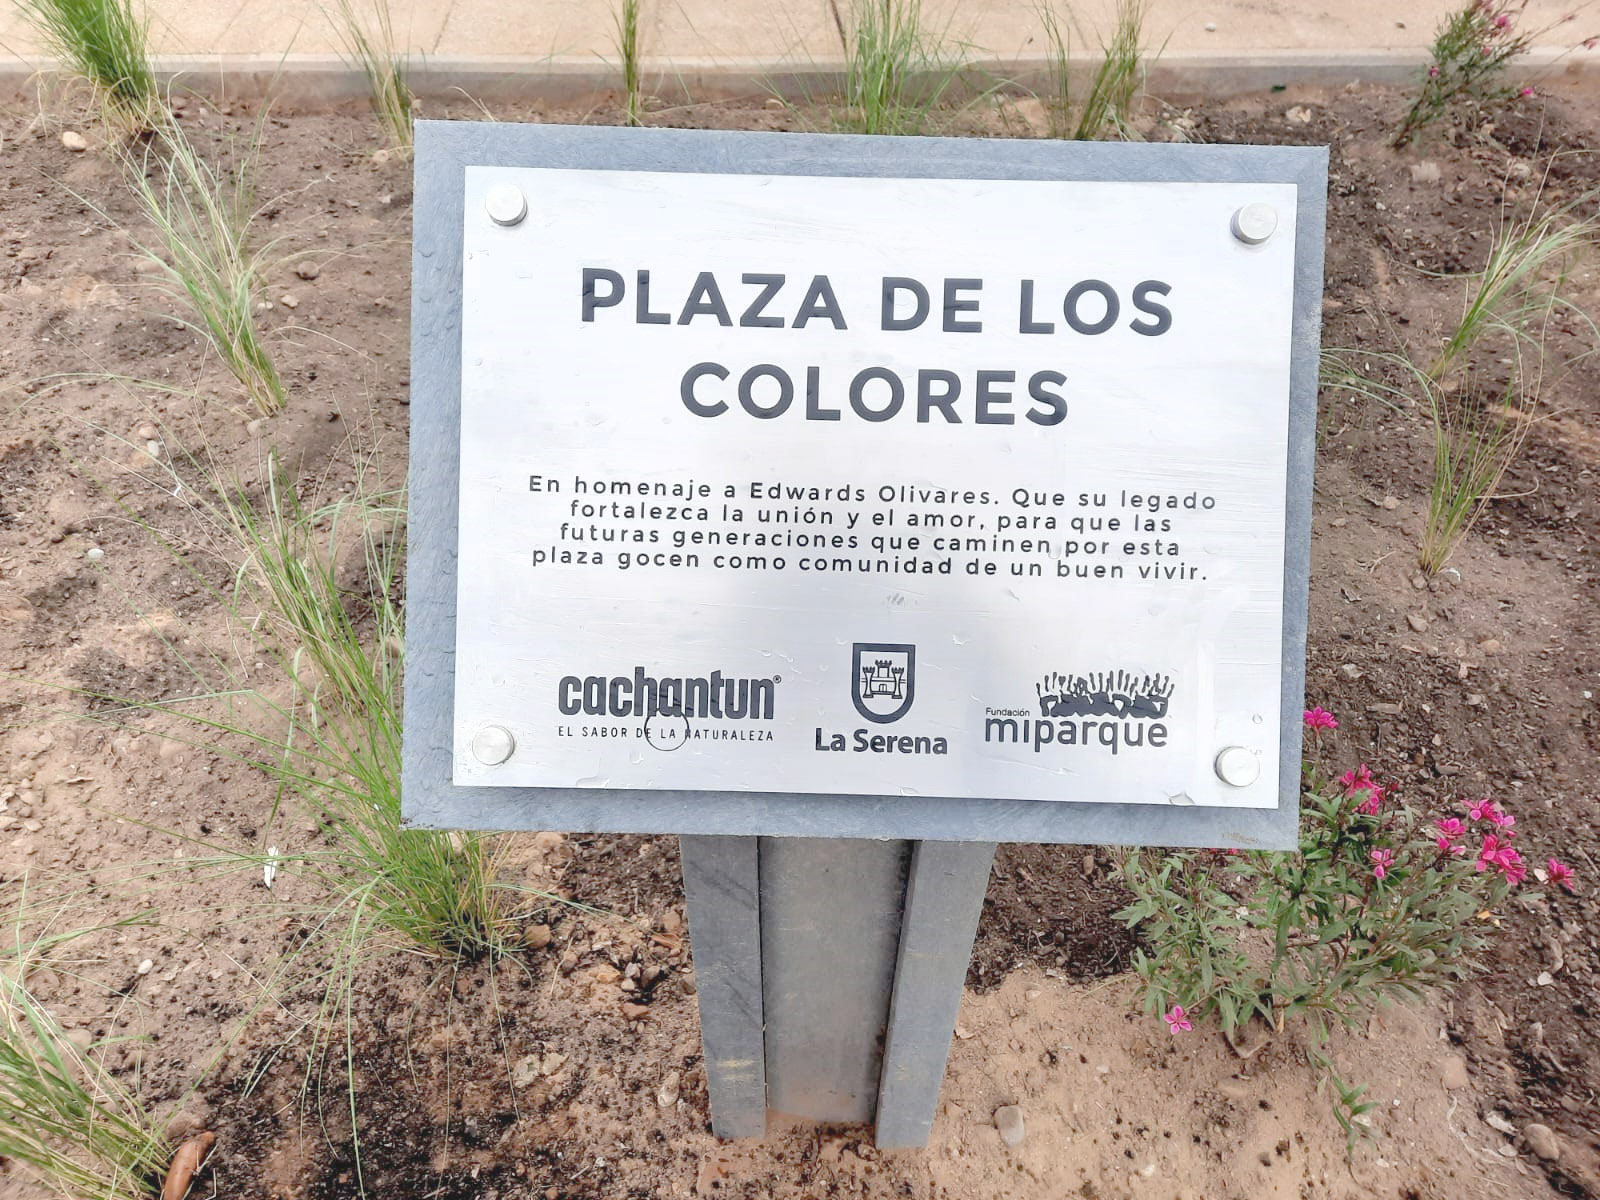 PLAZA DE LOS
COLORES
En homenaje a Edwards Olivares. Que su legado
fortalezca la unión y el amor, para que las
futuras generaciones que caminen por esta
plaza gocen como comunidad de un buen vivir.
cachantun®
EL SABOR DE LA NATURALEZA
La Serena
Fundación
miparque